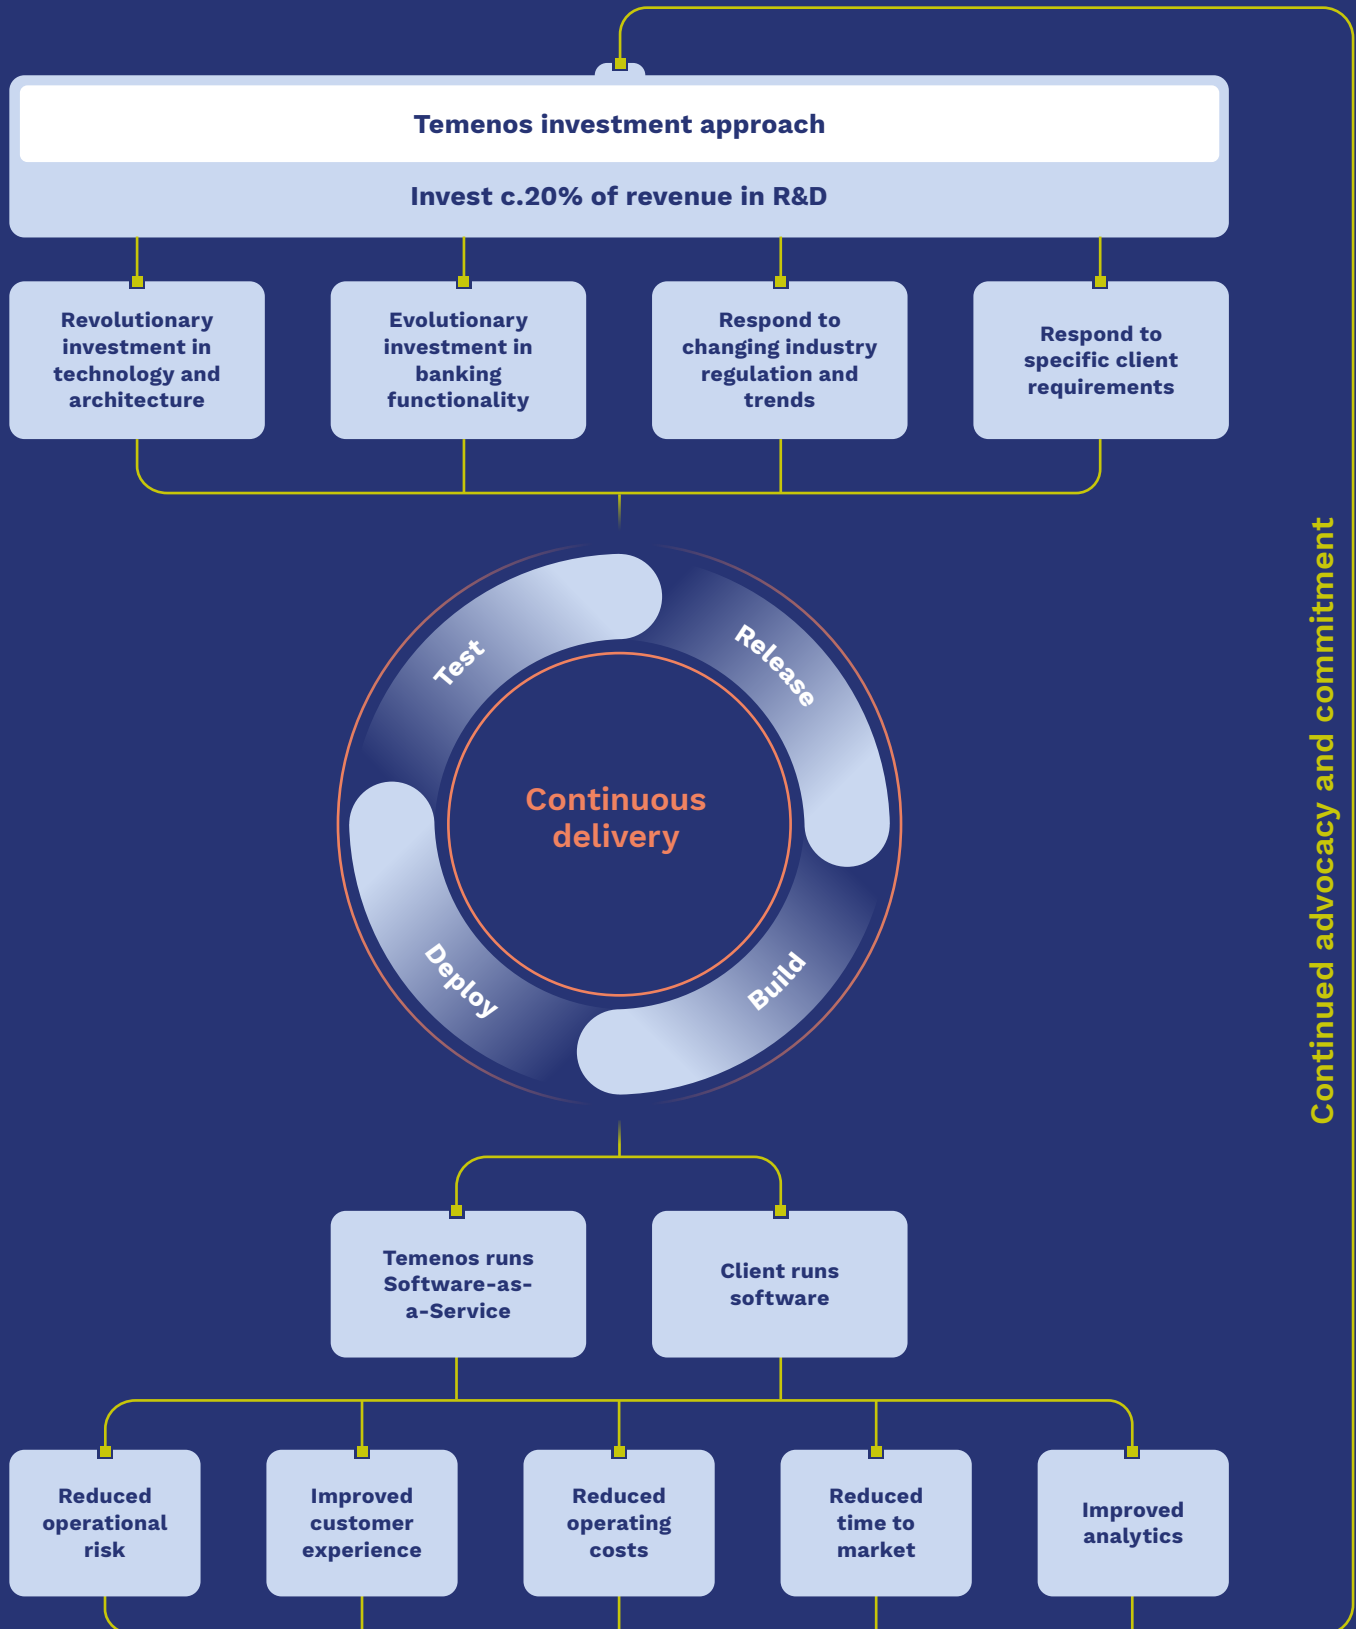 Temenos investment approach
Invest c.20% of revenue in R&D
Revolutionary
investment in
technology and
architecture
Evolutionary
investment in
banking
functionality
Respond to
changing industry
regulation and
trends
Respond to
specific client
requirements
Test
Release
Continuous
delivery
Deploy
Build
Continued advocacy and commitment
Temenos runs
Software-as-
a-Service
Client runs
software
Reduced
operational
risk
Improved
customer
experience
Reduced
operating
costs
Reduced
time to
market
Improved
analytics